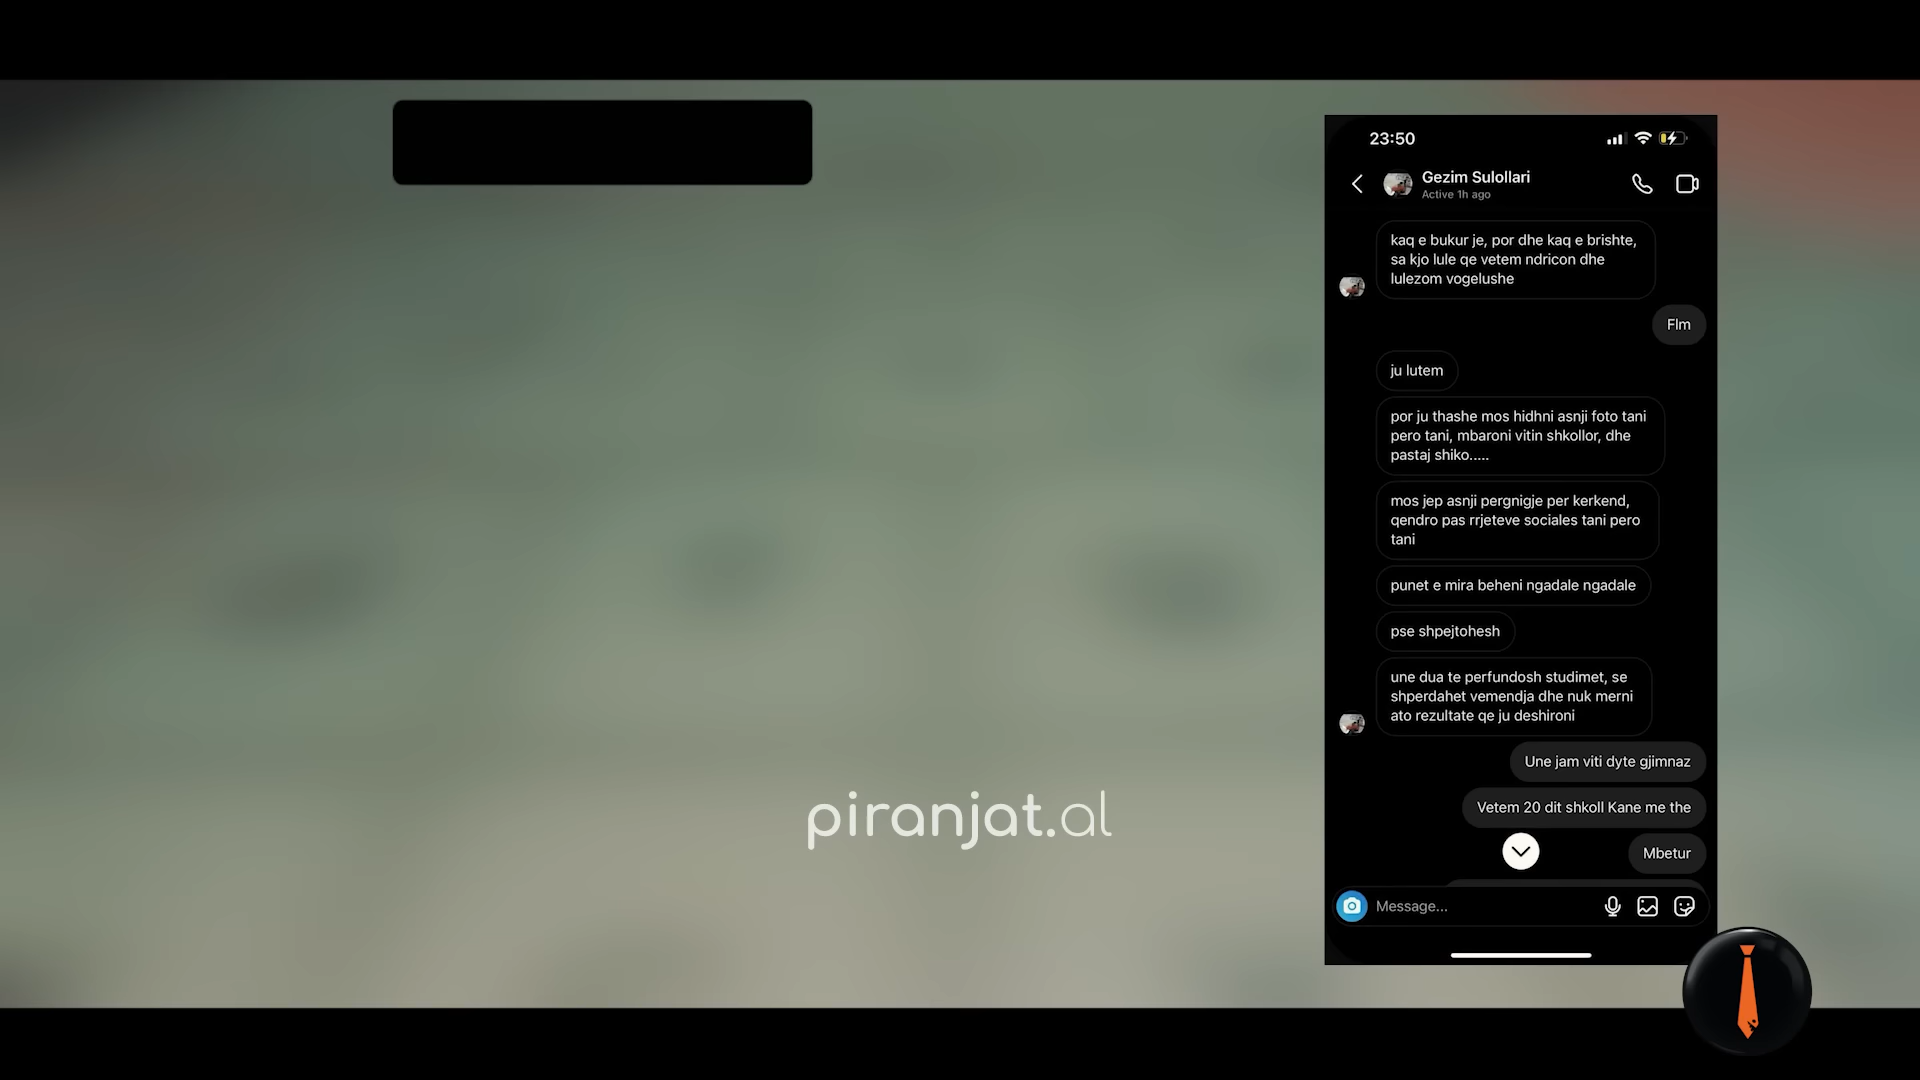 23:50
Gezim Sulollari
Active 1h ago
kaq e bukur je, por dhe kaq e brishte,
sa kjo lule qe vetem ndricon dhe
lulezom vogelushe
Flm
ju lutem
por ju thashe mos hidhni asnji foto tani
pero tani, mbaroni vitin shkollor, dhe
pastaj shiko.....
mos jep asnji pergnigje per kerkend,
qendro pas rrjeteve sociales tani pero
tani
punet e mira beheni ngadale ngadale
pse shpejtohesh
une dua te perfundosh studimet, se
shperdahet vemendja dhe nuk merni
ato rezultate qe ju deshironi
Une jam viti dyte gjimnaz
Vetem 20 dit shkoll Kane me the
Mbetur
Message...
piranjat.al